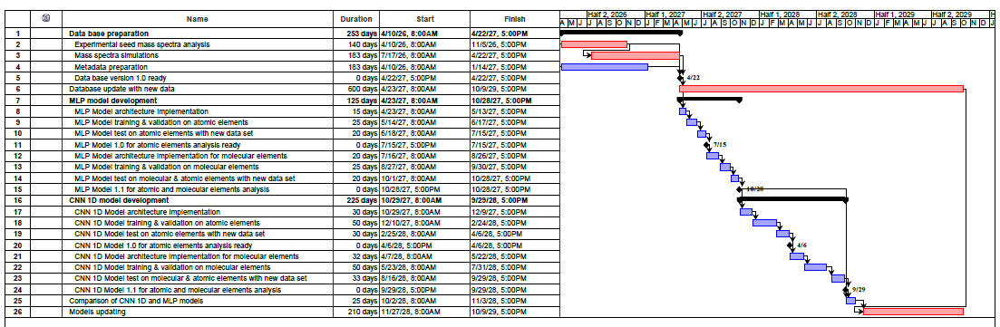 Name Duration Start Finish Half 2, 2026 Half 1, 2027 Half 2, 2027 Half 1, 2028 Half 2, 2028 Half 1, 2029 Half 2, 2029 H
A M J J A S O N D J F M A M J J A S O N D J F M A M J J A S O N D J F M A M J J A S O N D J
1 Data base preparation 253 days 4/10/26, 8:00AM 4/22/27, 5:00PM
2 Experimental seed mass spectra analysis 140 days 4/10/26, 8:00AM 11/5/26, 5:00PM
3 Mass spectra simulations 183 days 7/17/26, 8:00AM 4/22/27, 5:00PM
4 Metadata preparation 183 days 4/10/26, 8:00AM 1/14/27, 5:00PM
5 Data base version 1.0 ready 0 days 4/22/27, 5:00PM 4/22/27, 5:00PM 4/22
6 Database update with new data 600 days 4/23/27, 8:00AM 10/9/29, 5:00PM
7 MLP model development 125 days 4/23/27, 8:00AM 10/28/27, 5:00PM
8 MLP Model architecture implementation 15 days 4/23/27, 8:00AM 5/13/27, 5:00PM
9 MLP Model training & validation on atomic elements 25 days 5/14/27, 8:00AM 6/17/27, 5:00PM
10 MLP Model test on atomic elements with new data set 20 days 6/18/27, 8:00AM 7/15/27, 5:00PM
11 MLP Model 1.0 for atomic elements analysis ready 0 days 7/15/27, 5:00PM 7/15/27, 5:00PM 7/15
12 MLP Model architecture implementation for molecular elements 20 days 7/16/27, 8:00AM 8/26/27, 5:00PM
13 MLP Model training & validation on molecular elements 25 days 8/27/27, 8:00AM 9/30/27, 5:00PM
14 MLP Model test on molecular & atomic elements with new data set 20 days 10/1/27, 8:00AM 10/28/27, 5:00PM
15 MLP Model 1.1 for atomic and molecular elements analysis 0 days 10/28/27, 5:00PM 10/28/27, 5:00PM 10/28
16 CNN 1D model development 225 days 10/29/27, 8:00AM 9/29/28, 5:00PM
17 CNN 1D Model architecture implementation 30 days 10/29/27, 8:00AM 12/9/27, 5:00PM
18 CNN 1D Model training & validation on atomic elements 50 days 12/10/27, 8:00AM 2/24/28, 5:00PM
19 CNN 1D Model test on atomic elements with new data set 30 days 2/25/28, 8:00AM 4/6/28, 5:00PM
20 CNN 1D Model 1.0 for atomic elements analysis ready 0 days 4/6/28, 5:00PM 4/6/28, 5:00PM 4/6
21 CNN 1D Model architecture implementation for molecular elements 32 days 4/7/28, 8:00AM 5/22/28, 5:00PM
22 CNN 1D Model training & validation on molecular elements 50 days 5/23/28, 8:00AM 7/31/28, 5:00PM
23 CNN 1D Model test on molecular & atomic elements with new data set 33 days 8/16/28, 8:00AM 9/29/28, 5:00PM
24 CNN 1D Model 1.1 for atomic and molecular elements analysis 0 days 9/29/28, 5:00PM 9/29/28, 5:00PM 9/29
25 Comparison of CNN 1D and MLP models 25 days 10/2/28, 8:00AM 11/3/28, 5:00PM
26 Models updating 210 days 11/27/28, 8:00AM 10/9/29, 5:00PM